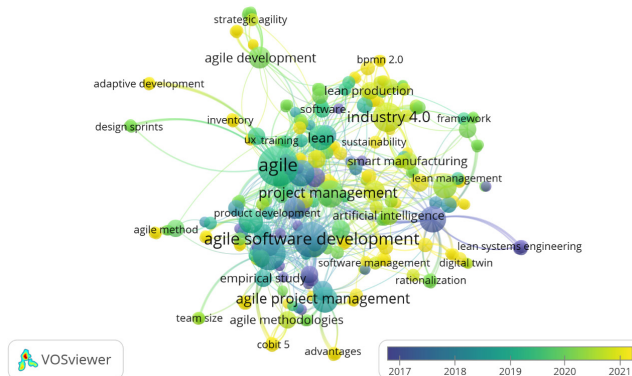 strategic agility
agile development
bpmn 2.0
adaptive development
lean production
inventory
software
industry 4.0
framework
design sprints
ux
training
lean
sustainability
agile
smart manufacturing
lean management
project management
product development
artificial intelligence
agile method
agile software development
lean systems engineering
software management
digital twin
empirical study
rationalization
agile project management
team size
agile methodologies
cobit 5
advantages
VOSviewer
2017
2018
2019
2020
2021